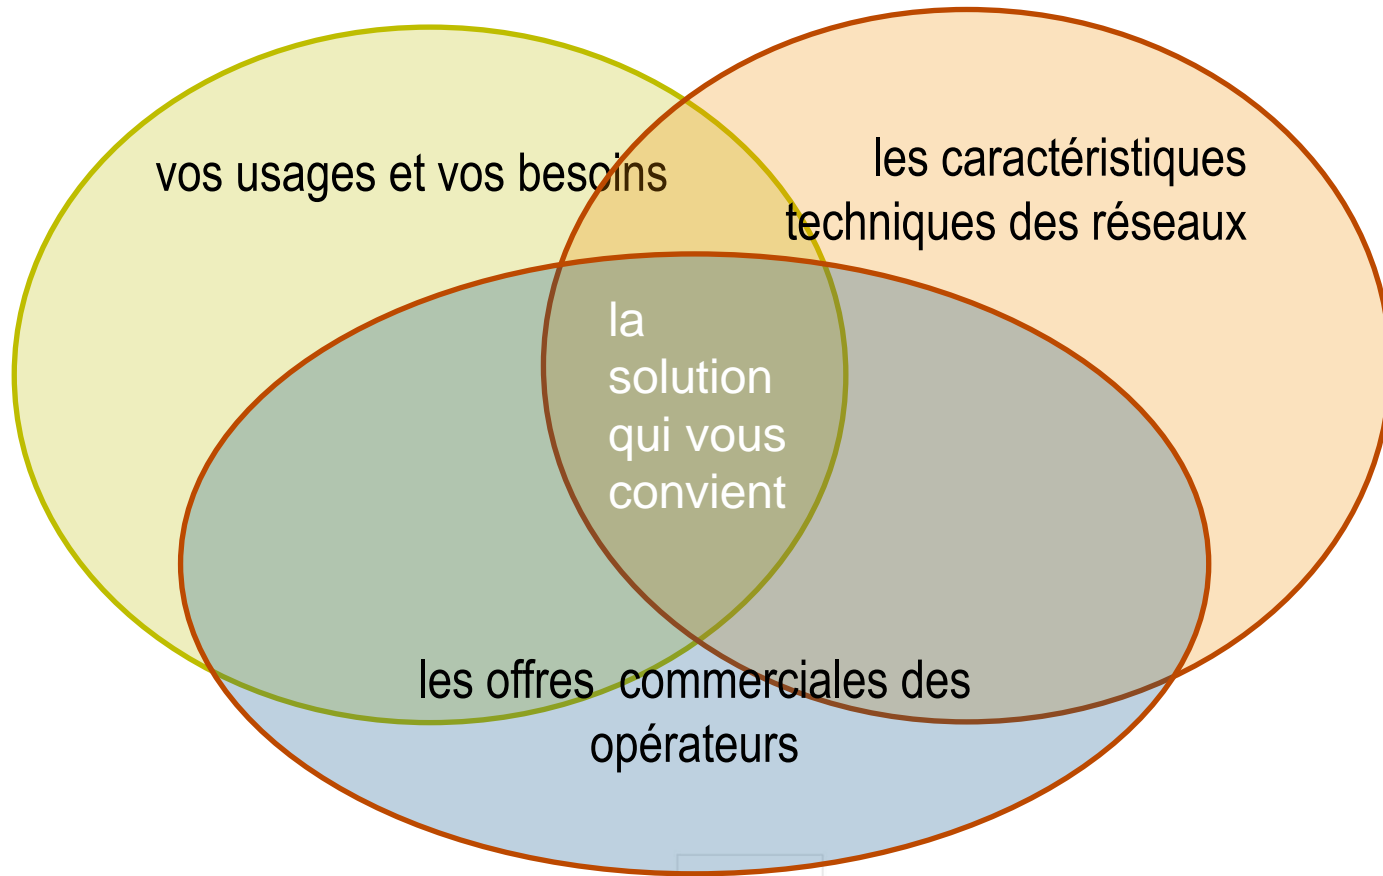 vos usages et vos besoins
les caractéristiques
techniques des réseaux
la
solution
qui vous
convient
les offres  commerciales des
opérateurs